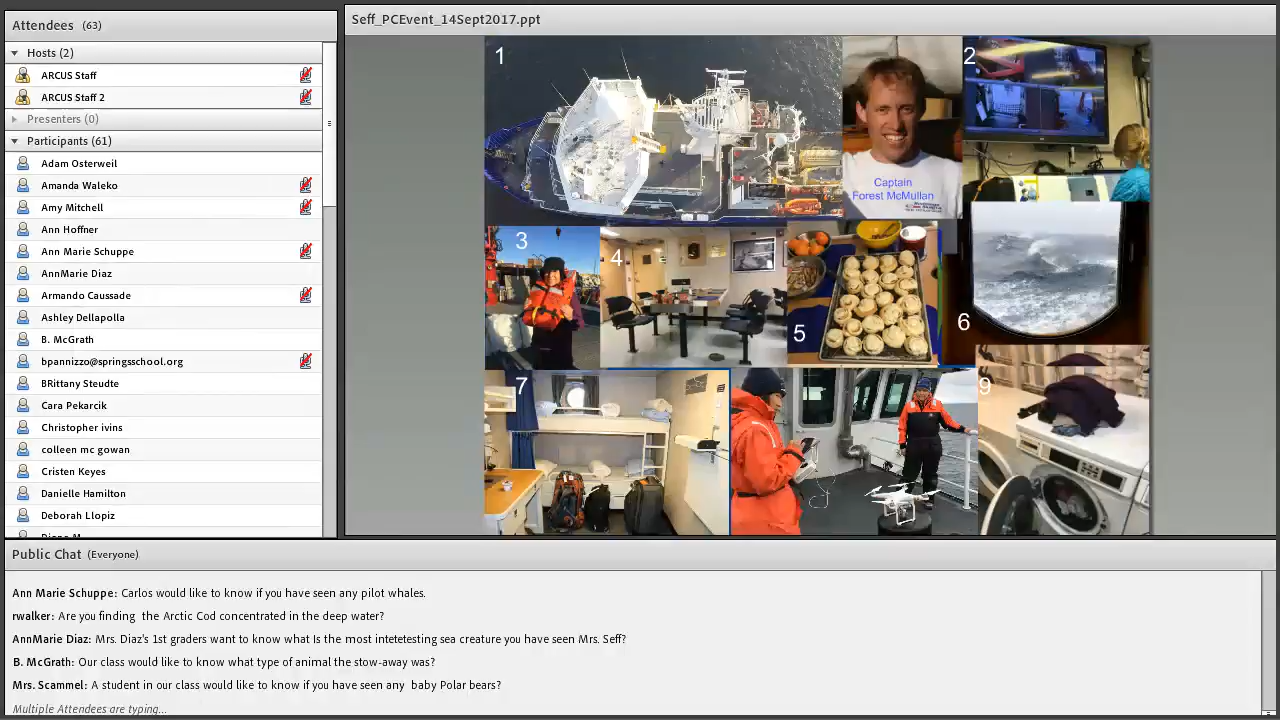 Attendees (63)
Hosts (2)
ARCUS Staff
ARCUS Staff 2
Presenters (0)
Participants (61)
Adam Osterweil
Amanda Waleko
Amy Mitchell
Ann Hoffner
Ann Marie Schuppe
AnnMarie Diaz
Armando Caussade
Ashley Dellapolla
B. McGrath
bpannizzo@springsschool.org
BRittany Steudte
Cara Pekarcik
Christopher ivins
colleen mc gowan
Cristen Keyes
Danielle Hamilton
Deborah Llopiz
Seff_PCEvent_14Sept2017.ppt
1
2
Captain
Forest McMullan
3
4
5
6
7
9
Public Chat (Everyone)
Ann Marie Schuppe: Carlos would like to know if you have seen any pilot whales.
rwalker: Are you finding the Arctic Cod concentrated in the deep water?
AnnMarie Diaz: Mrs. Diaz's 1st graders want to know what Is the most intetetesting sea creature you have seen Mrs. Seff?
B. McGrath: Our class would like to know what type of animal the stow-away was?
Mrs. Scammel: A student in our class would like to know if you have seen any baby Polar bears?
Multiple Attendees are typing...